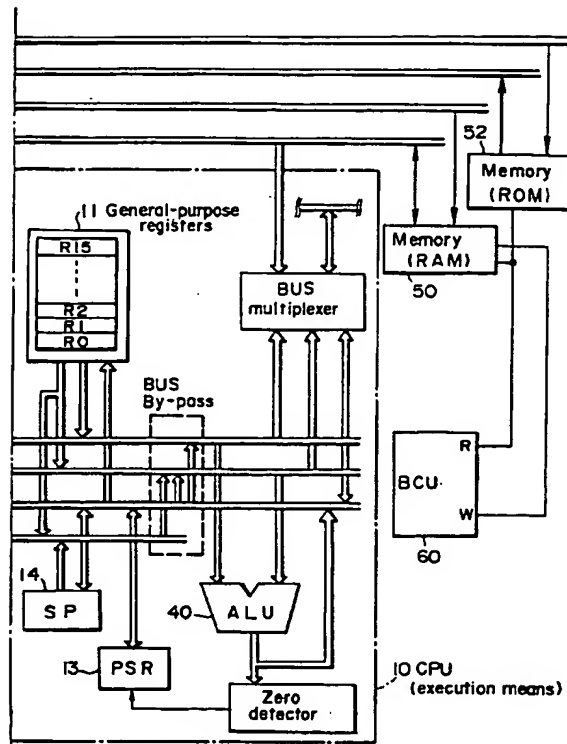 52
Memory
(ROM)
11 General-purpose
registers
R15
R2
R1
R0
Memory
(RAM)
50
BUS
multiplexer
BUS
By-pass
R
BCU
W
60
14
SP
40
ALU
13
PSR
10 CPU
(execution means)
Zero
detector